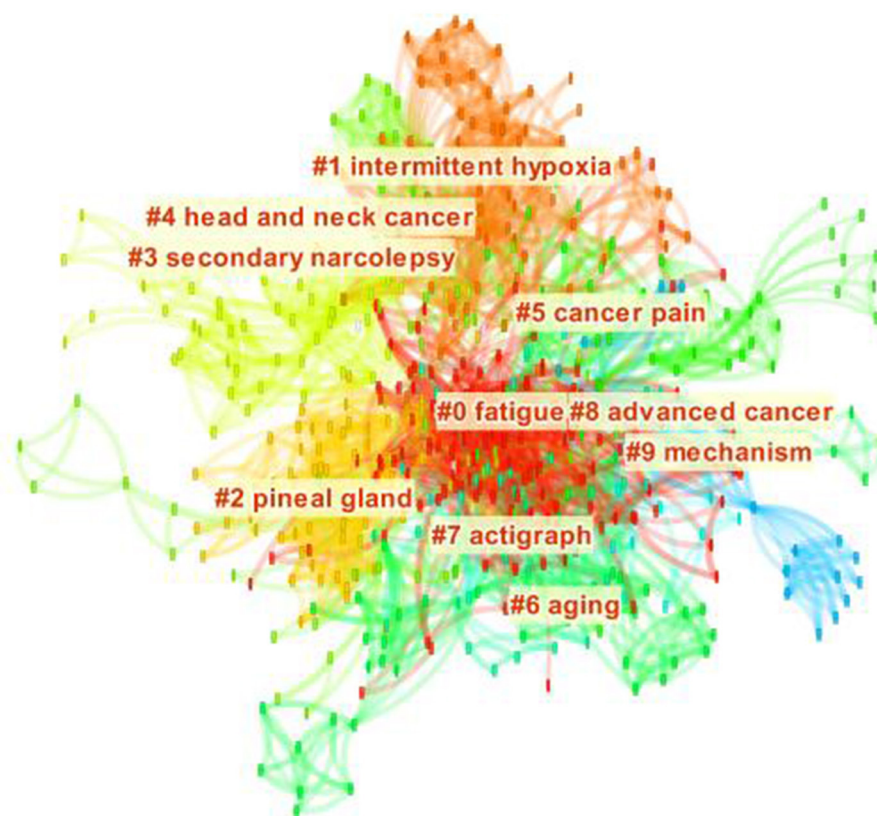 #1 intermittent hypoxia
#4 head and neck cancer
#3 secondary narcolepsy
#5 cancer pain
#0 fatigue #8 advanced cancer
#9 mechanism
#2 pineal gland
#7 actigraph
#6 aging